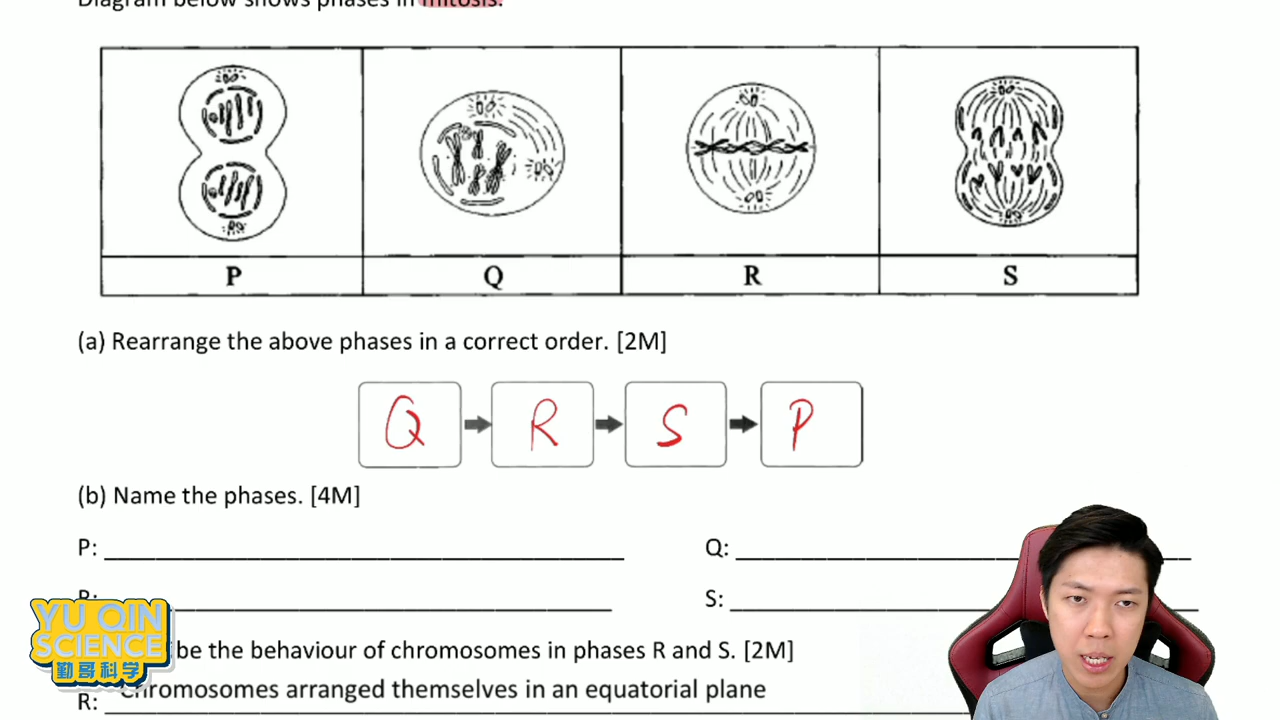 Diagram below shows phases in mitosis.
P Q R S
(a) Rearrange the above phases in a correct order. [2M]
Q R S P
(b) Name the phases. [4M]
P: Q:
R: S:
be the behaviour of chromosomes in phases R and S. [2M]
R: Chromosomes arranged themselves in an equatorial plane
YU QIN
SCIENCE
勤哥科学